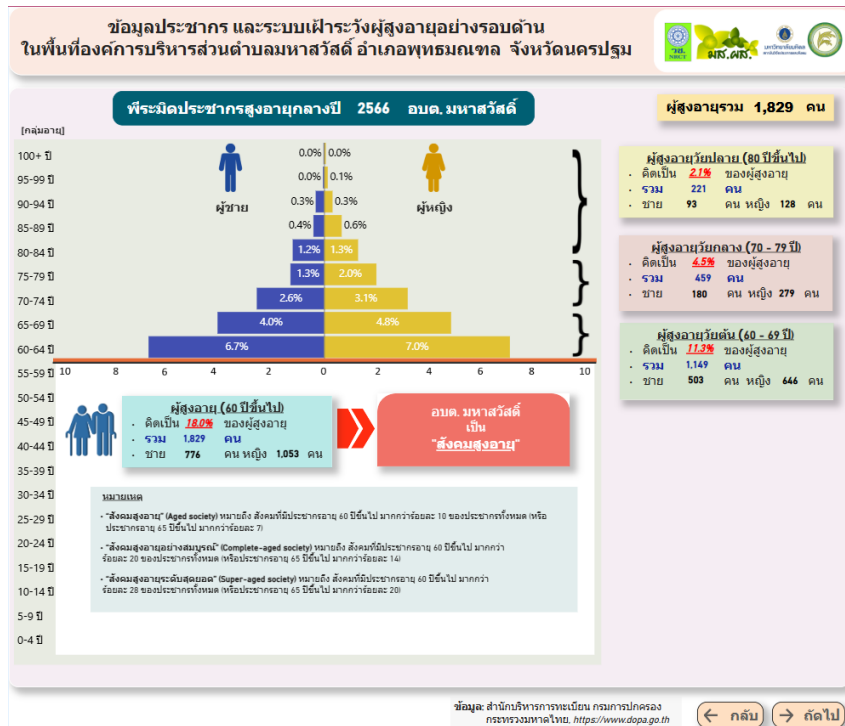 ข้อมูลประชากร และระบบเฝ้าระวังผู้สูงอายุอย่างรอบด้าน
ในพื้นที่องค์การบริหารส่วนตำบลมหาสวัสดิ์ อำเภอพุทธมณฑล จังหวัดนครปฐม
วช.
NRCT
มส.ผส.
มหาวิทยาลัยมหิดล
พีระมิดประชากรสูงอายุกลางปี 2566 อบต. มหาสวัสดิ์
ผู้สูงอายุรวม 1,829 คน
[กลุ่มอายุ]
100+ ปี 0.0% 0.0%
95-99 ปี 0.0% 0.1%
90-94 ปี 0.3% 0.3%
ผู้ชาย ผู้หญิง
85-89 ปี 0.4% 0.6%
80-84 ปี 1.2% 1.3%
75-79 ปี 1.3% 2.0%
70-74 ปี 2.6% 3.1%
65-69 ปี 4.0% 4.8%
60-64 ปี 6.7% 7.0%
55-59 ปี 10 8 6 4 2 0 2 4 6 8 10
50-54 ปี
45-49 ปี
40-44 ปี
35-39 ปี
30-34 ปี
25-29 ปี
20-24 ปี
15-19 ปี
10-14 ปี
5-9 ปี
0-4 ปี
ผู้สูงอายุวัยปลาย (80 ปีขึ้นไป)
- คิดเป็น 2.1% ของผู้สูงอายุ
- รวม 221 คน
- ชาย 93 คน หญิง 128 คน
ผู้สูงอายุวัยกลาง (70 - 79 ปี)
- คิดเป็น 4.5% ของผู้สูงอายุ
- รวม 459 คน
- ชาย 180 คน หญิง 279 คน
ผู้สูงอายุวัยต้น (60 - 69 ปี)
- คิดเป็น 11.3% ของผู้สูงอายุ
- รวม 1,149 คน
- ชาย 503 คน หญิง 646 คน
ผู้สูงอายุ (60 ปีขึ้นไป)
- คิดเป็น 18.0% ของผู้สูงอายุ
- รวม 1,829 คน
- ชาย 776 คน หญิง 1,053 คน
อบต. มหาสวัสดิ์
เป็น
"สังคมสูงอายุ"
หมายเหตุ
- "สังคมสูงอายุ" (Aged society) หมายถึง สังคมที่มีประชากรอายุ 60 ปีขึ้นไป มากกว่าร้อยละ 10 ของประชากรทั้งหมด (หรือ
ประชากรอายุ 65 ปีขึ้นไป มากกว่าร้อยละ 7)
- "สังคมสูงอายุอย่างสมบูรณ์" (Complete-aged society) หมายถึง สังคมที่มีประชากรอายุ 60 ปีขึ้นไป มากกว่า
ร้อยละ 20 ของประชากรทั้งหมด (หรือประชากรอายุ 65 ปีขึ้นไป มากกว่าร้อยละ 14)
- "สังคมสูงอายุระดับสุดยอด" (Super-aged society) หมายถึง สังคมที่มีประชากรอายุ 60 ปีขึ้นไป มากกว่า
ร้อยละ 28 ของประชากรทั้งหมด (หรือประชากรอายุ 65 ปีขึ้นไป มากกว่าร้อยละ 20)
ข้อมูล: สำนักบริหารการทะเบียน กรมการปกครอง
กระทรวงมหาดไทย, https://www.dopa.go.th
← กลับ
→ ถัดไป